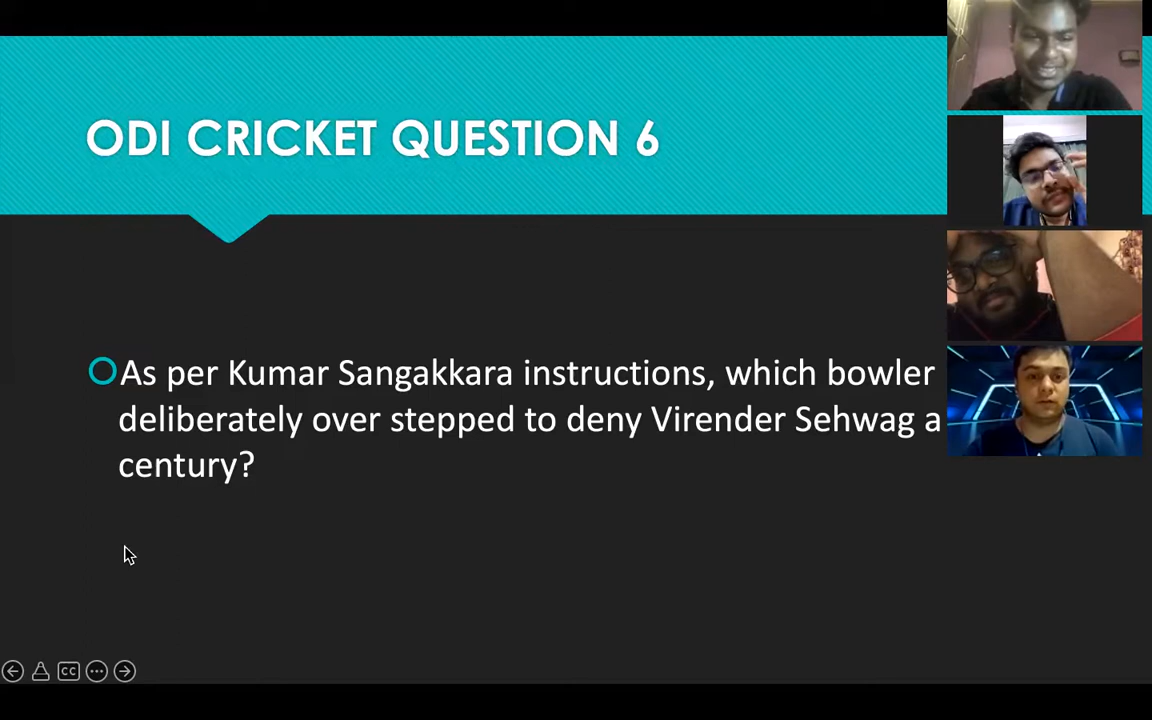 ODI CRICKET QUESTION 6
As per Kumar Sangakkara instructions, which bowler
deliberately over stepped to deny Virender Sehwag a
century?
CC